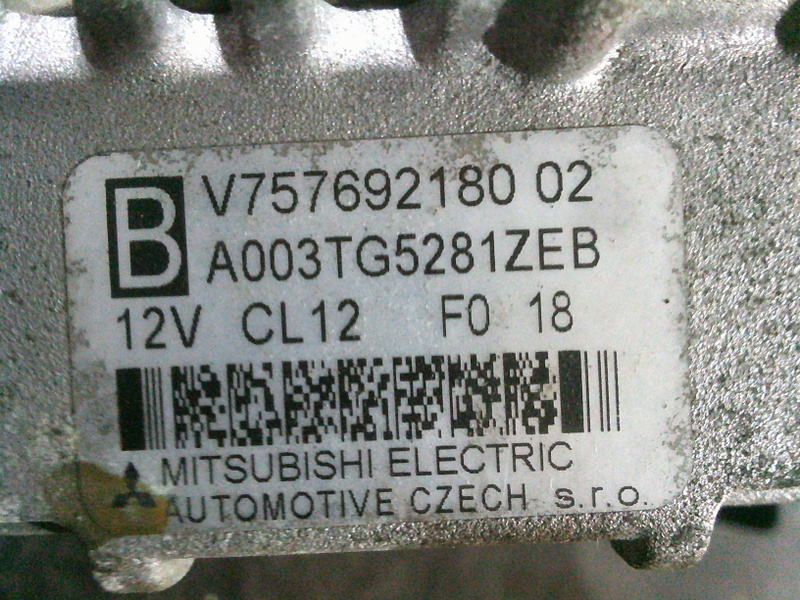 B
V757692180 02
A003TG5281ZEB
12V CL12 F0 18
MITSUBISHI ELECTRIC
AUTOMOTIVE CZECH s.r.o.